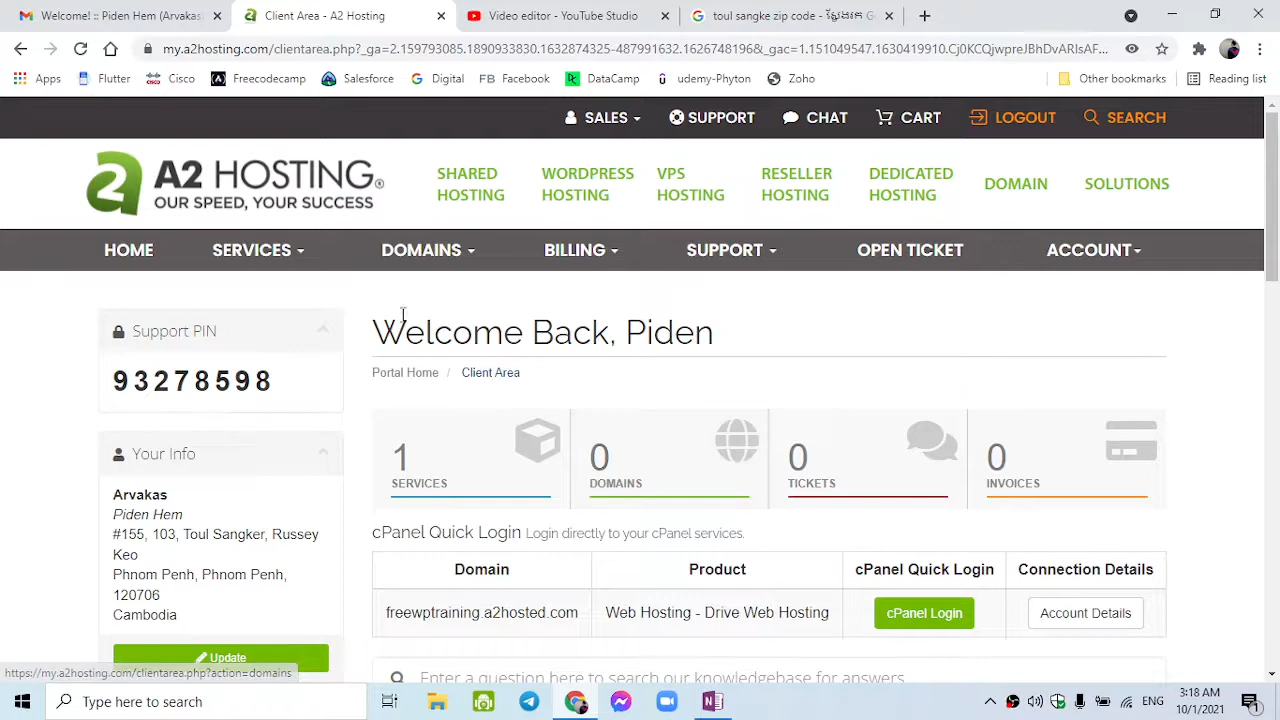 Welcome! Piden Hem (Arvakas)
Client Area - A2 Hosting
Video editor - YouTube Studio
toul sangke zip code -
my.a2hosting.com/clientarea.php?_ga=2.159793085.1890933830.1632874325-487991632.1626748196&_gac=1.151049547.1630419910.Cj0KCQjwpreJBhDvARIsAF...
Apps
Flutter
Cisco
Freecodecamp
Salesforce
Digital
FB Facebook
DataCamp
udemy-Phyton
Zoho
Other bookmarks
Reading list
SALES
SUPPORT
CHAT
CART
LOGOUT
SEARCH
A2 HOSTING®
OUR SPEED, YOUR SUCCESS
SHARED HOSTING
WORDPRESS HOSTING
VPS HOSTING
RESELLER HOSTING
DEDICATED HOSTING
DOMAIN
SOLUTIONS
HOME
SERVICES
DOMAINS
BILLING
SUPPORT
OPEN TICKET
ACCOUNT
Support PIN
93278598
Your Info
Arvakas
Piden Hem
#155, 103, Toul Sangker, Russey
Keo
Phnom Penh, Phnom Penh,
120706
Cambodia
Update
Welcome Back, Piden
Portal Home / Client Area
1
SERVICES
0
DOMAINS
0
TICKETS
0
INVOICES
cPanel Quick Login Login directly to your cPanel services.
Domain
Product
cPanel Quick Login
Connection Details
freewptraining.a2hosted.com
Web Hosting - Drive Web Hosting
cPanel Login
Account Details
Enter a question here to search our knowledgebase for answers
https://my.a2hosting.com/clientarea.php?action=domains
Type here to search
ENG
3:18 AM
10/1/2021
1